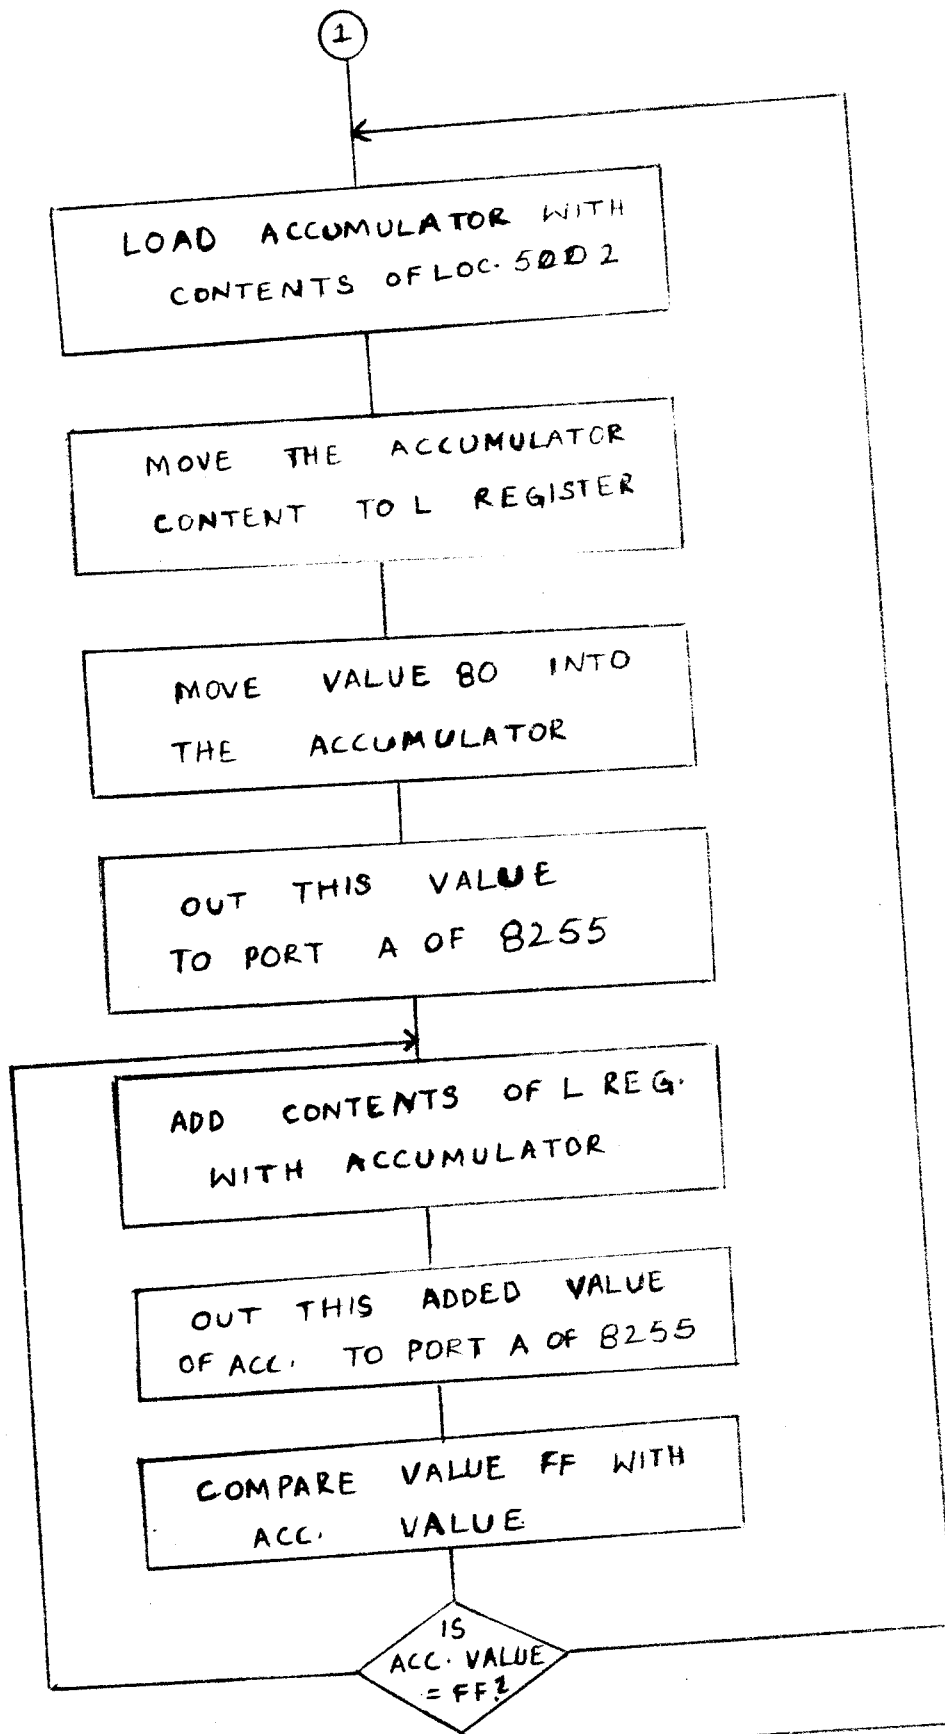 1
LOAD ACCUMULATOR WITH
CONTENTS OF LOC. 50D2
MOVE THE ACCUMULATOR
CONTENT TO L REGISTER
MOVE VALUE 80 INTO
THE ACCUMULATOR
OUT THIS VALUE
TO PORT A OF 8255
ADD CONTENTS OF L REG.
WITH ACCUMULATOR
OUT THIS ADDED VALUE
OF ACC. TO PORT A OF 8255
COMPARE VALUE FF WITH
ACC. VALUE
IS
ACC. VALUE
= FF?